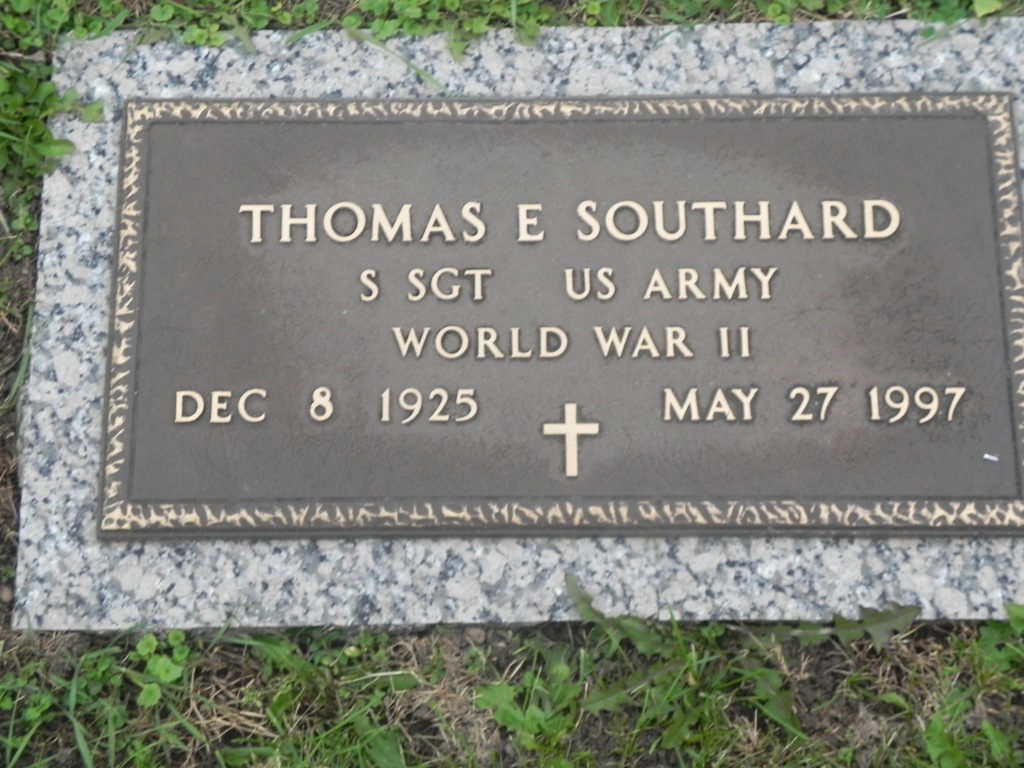 THOMAS E SOUTHARD
S SGT US ARMY
WORLD WAR II
DEC 8 1925 MAY 27 1997